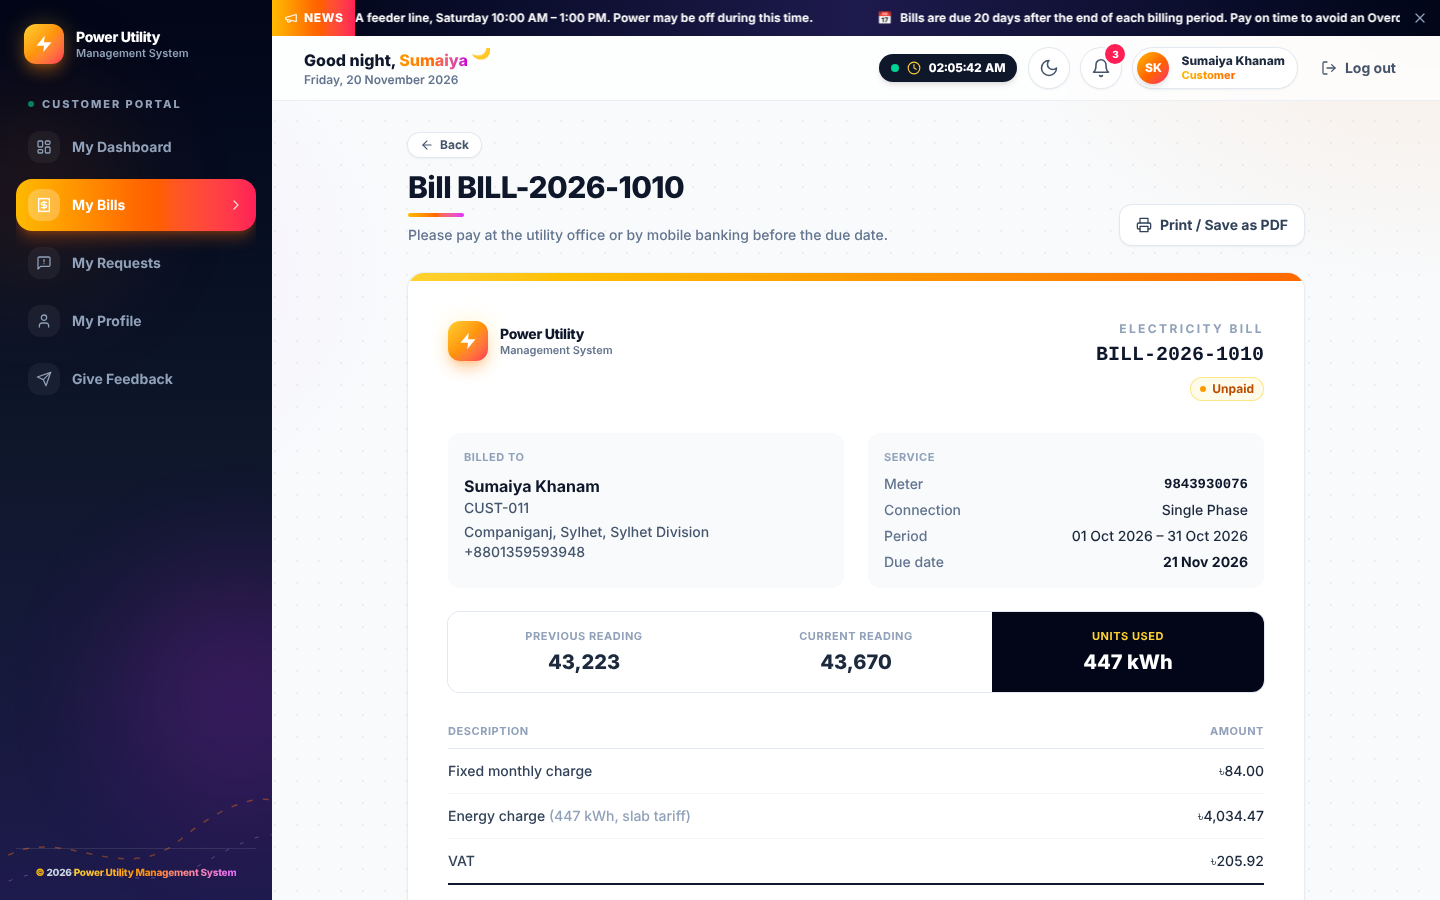 Power Utility
Management System
CUSTOMER PORTAL
My Dashboard
My Bills
My Requests
My Profile
Give Feedback
© 2026 Power Utility Management System
NEWS
A feeder line, Saturday 10:00 AM – 1:00 PM. Power may be off during this time. 📅 Bills are due 20 days after the end of each billing period. Pay on time to avoid an Overd
Good night, Sumaiya 🌙
Friday, 20 November 2026
02:05:42 AM
3
SK
Sumaiya Khanam
Customer
Log out
Back
Bill BILL-2026-1010
Please pay at the utility office or by mobile banking before the due date.
Print / Save as PDF
Power Utility
Management System
ELECTRICITY BILL
BILL-2026-1010
Unpaid
BILLED TO
Sumaiya Khanam
CUST-011
Companiganj, Sylhet, Sylhet Division
+8801359593948
SERVICE
Meter 9843930076
Connection Single Phase
Period 01 Oct 2026 – 31 Oct 2026
Due date 21 Nov 2026
PREVIOUS READING
43,223
CURRENT READING
43,670
UNITS USED
447 kWh
DESCRIPTION AMOUNT
Fixed monthly charge ৳84.00
Energy charge (447 kWh, slab tariff) ৳4,034.47
VAT ৳205.92